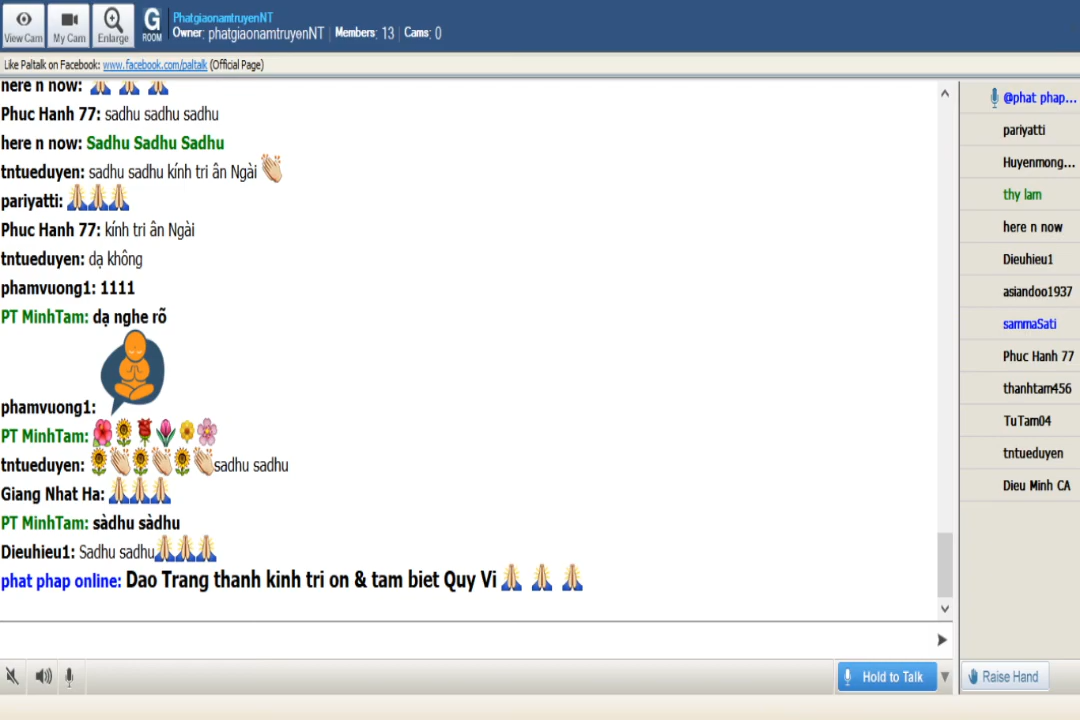 PhatgiaonamtruyenNT
G ROOM
Owner: phatgiaonamtruyenNT | Members: 13 | Cams: 0
View Cam
My Cam
Enlarge
Like Paltalk on Facebook: www.facebook.com/paltalk (Official Page)
here n now: 🙏 🙏 🙏
Phuc Hanh 77: sadhu sadhu sadhu
here n now: Sadhu Sadhu Sadhu
tntueduyen: sadhu sadhu kính tri ân Ngài 👏
pariyatti: 🙏🙏🙏
Phuc Hanh 77: kính tri ân Ngài
tntueduyen: dạ không
phamvuong1: 1111
PT MinhTam: dạ nghe rõ
phamvuong1:
PT MinhTam: 🌺🌻🌹🌷🌼🌸
tntueduyen: 🌻👏🌻👏🌻👏sadhu sadhu
Giang Nhat Ha: 🙏🙏🙏
PT MinhTam: sàdhu sàdhu
Dieuhieu1: Sadhu sadhu🙏🙏🙏
phat phap online: Dao Trang thanh kinh tri on & tam biet Quy Vi 🙏 🙏 🙏
@phat phap...
pariyatti
Huyenmong...
thy lam
here n now
Dieuhieu1
asiandoo1937
sammaSati
Phuc Hanh 77
thanhtam456
TuTam04
tntueduyen
Dieu Minh CA
Hold to Talk
Raise Hand